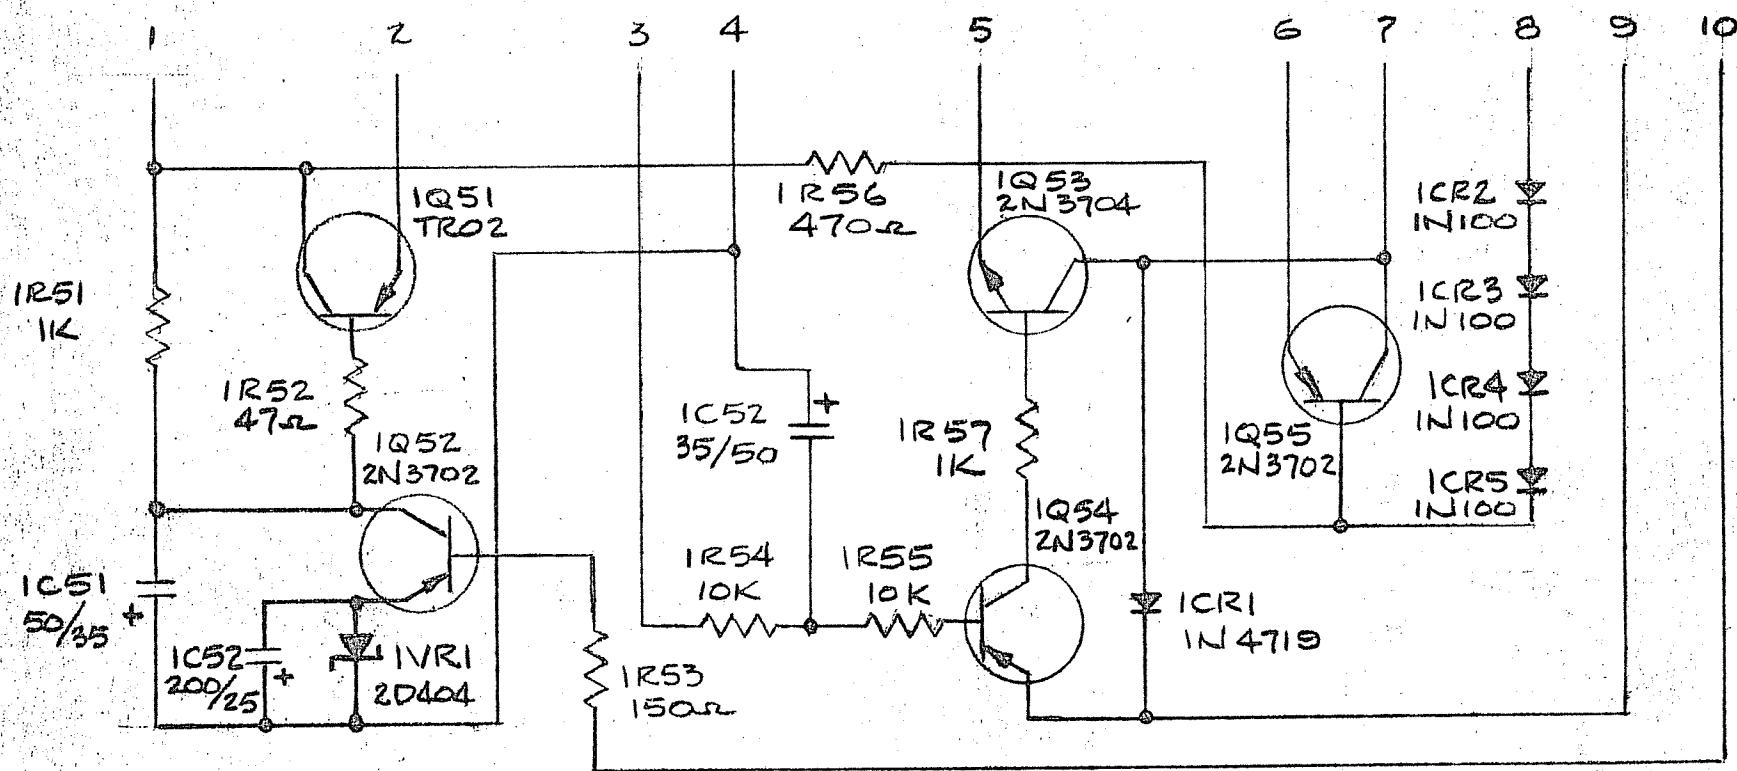 1 2 3 4 5 6 7 8 9 10
1Q51
TR02
1R56
470Ω
1Q53
2N3704
1CR2
1N100
1R51
1K
1CR3
1N100
1R52
47Ω
1Q52
2N3702
1C52
35/50
+
1R57
1K
1Q55
2N3702
1CR4
1N100
1CR5
1N100
1Q54
2N3702
1C51
50/35
+
1R54
10K
1R55
10K
1CR1
1N4719
1C52
200/25
+
1VR1
2D404
1R53
150Ω